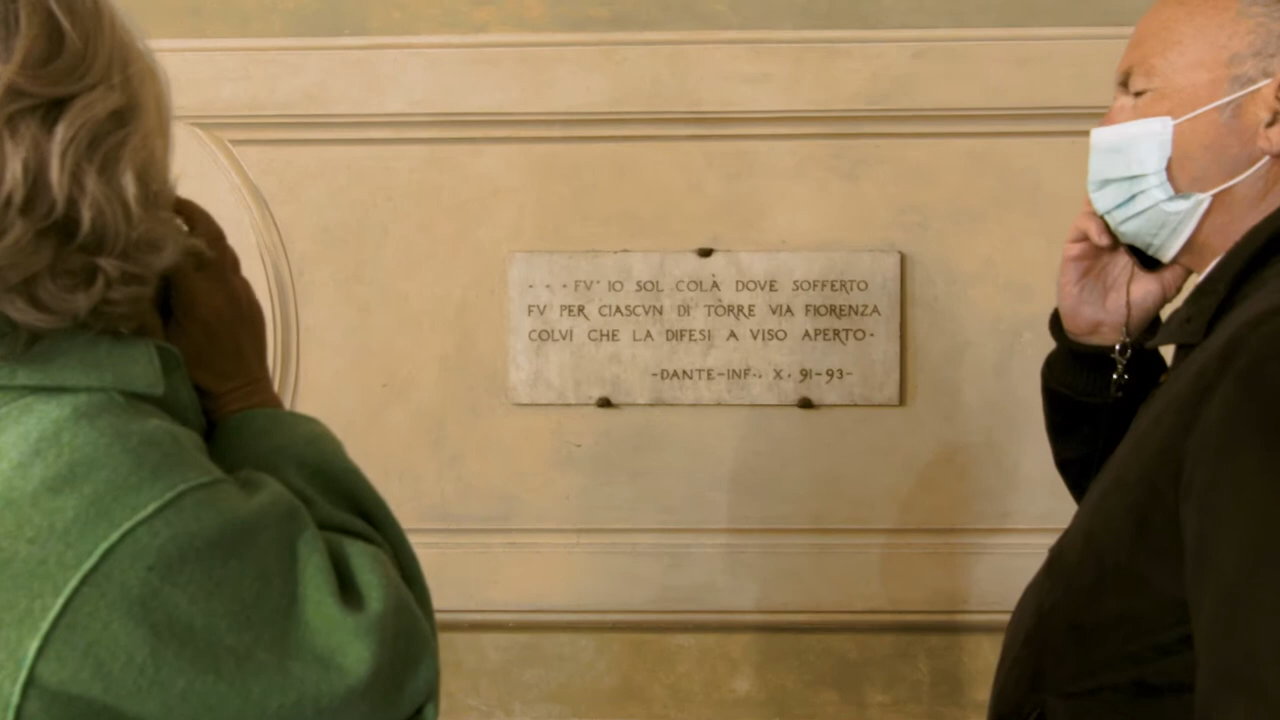 - - - FV' IO SOL COLÀ DOVE SOFFERTO
FV PER CIASCVN DI TÒRRE VIA FIORENZA
COLVI CHE LA DIFESI A VISO APERTO-
-DANTE-INF·. X. 91-93-